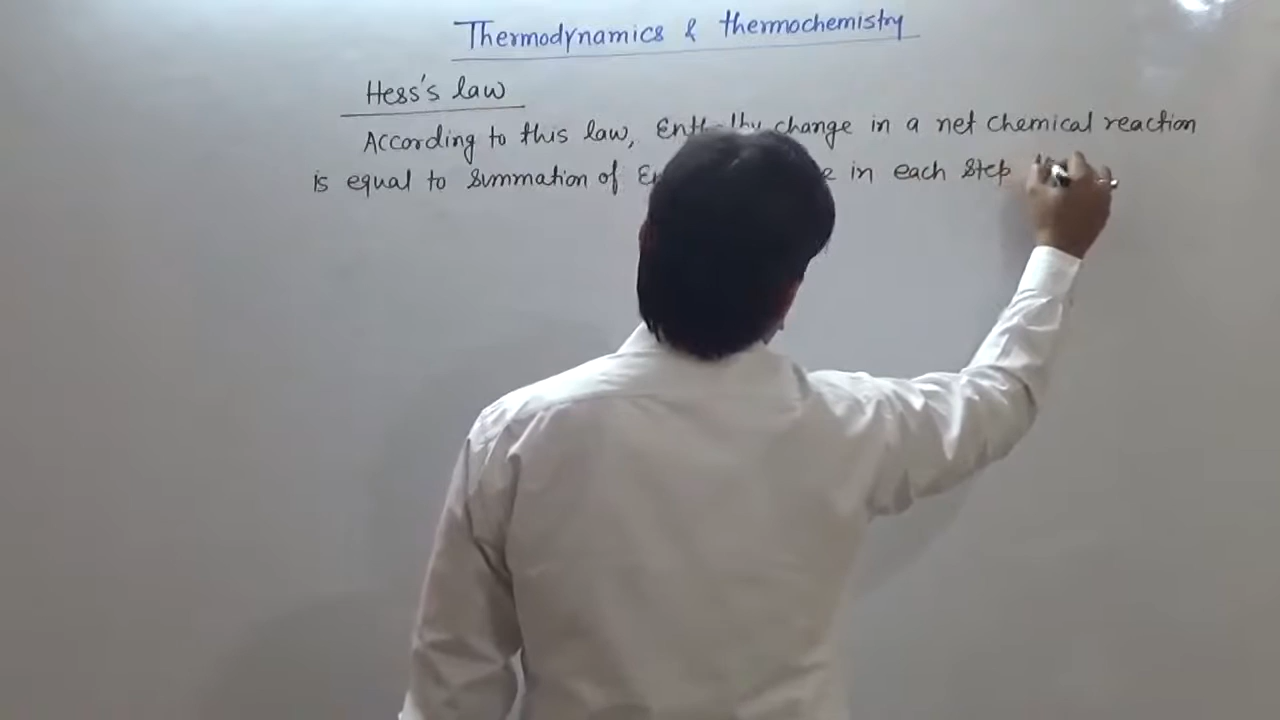 Thermodynamics & thermochemistry
Hess's law
According to this law, change in a net chemical reaction
is equal to summation of in each step